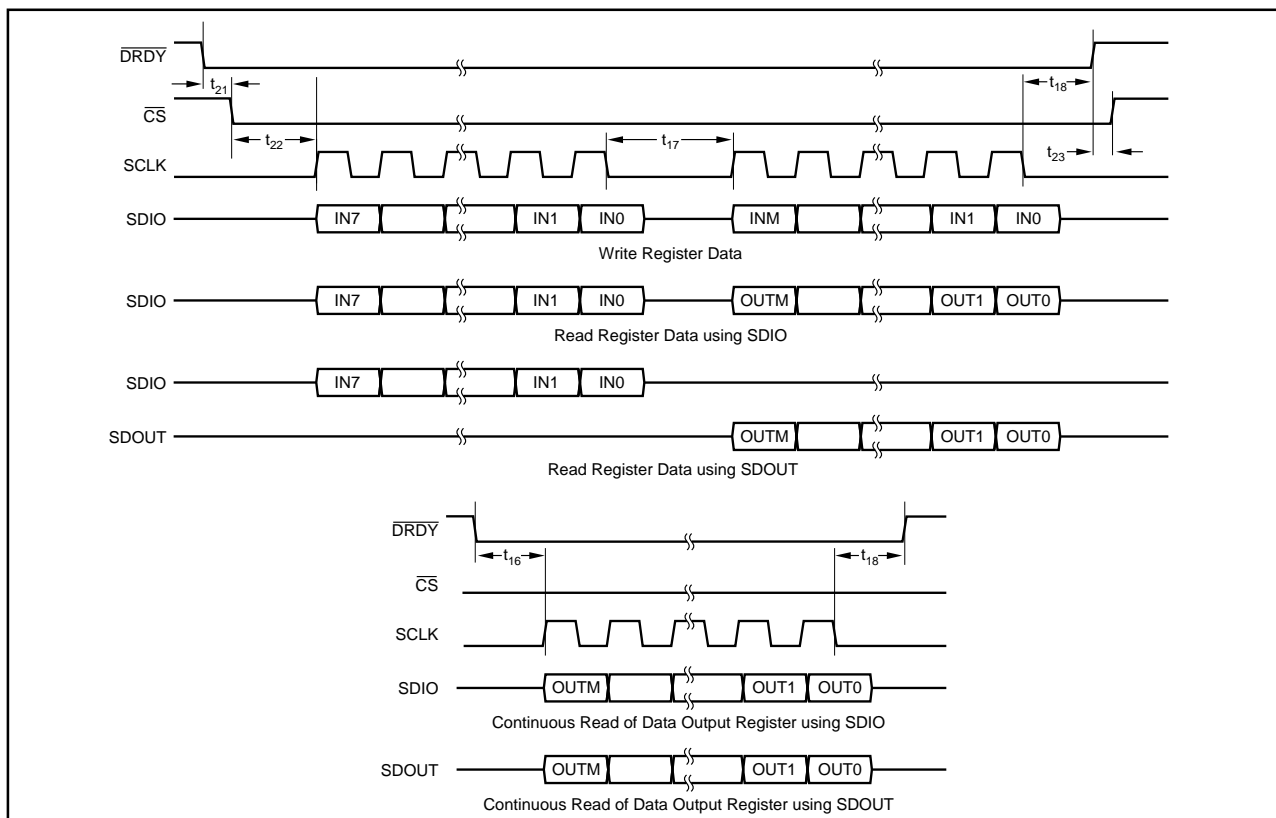 DRDY
t21
t18
CS
t22
t17
t23
SCLK
SDIO IN7 IN1 IN0 INM IN1 IN0
Write Register Data
SDIO IN7 IN1 IN0 OUTM OUT1 OUT0
Read Register Data using SDIO
SDIO IN7 IN1 IN0
SDOUT OUTM OUT1 OUT0
Read Register Data using SDOUT
DRDY
t16 t18
CS
SCLK
SDIO OUTM OUT1 OUT0
Continuous Read of Data Output Register using SDIO
SDOUT OUTM OUT1 OUT0
Continuous Read of Data Output Register using SDOUT